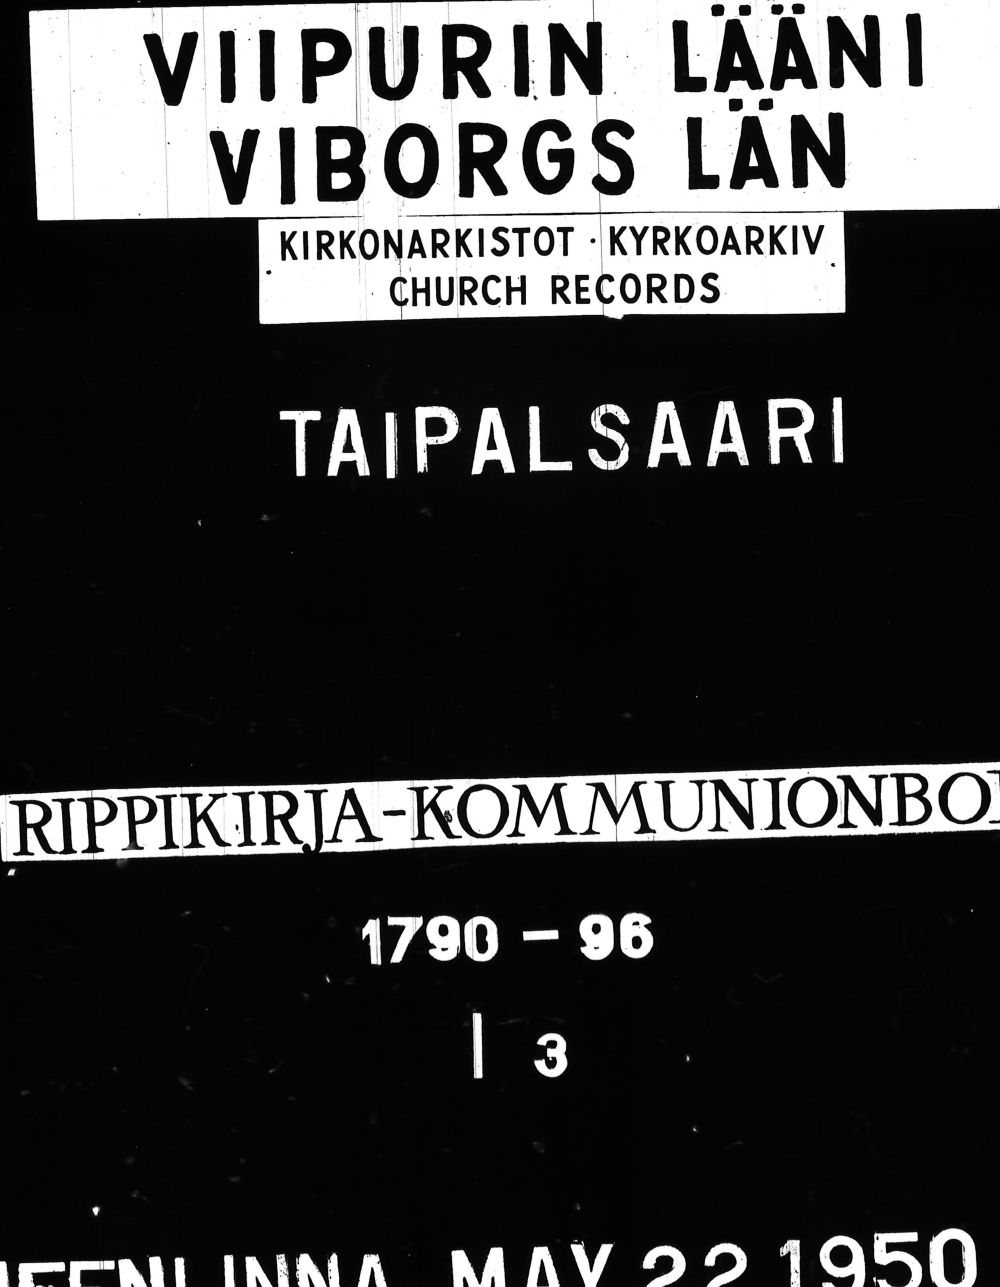 VIIPURIN LÄÄNI
VIBORGS LÄN
KIRKONARKISTOT · KYRKOARKIV
CHURCH RECORDS
TAIPALSAARI
RIPPIKIRJA-KOMMUNIONBO
1790 - 96
I 3
MAY 22 1950